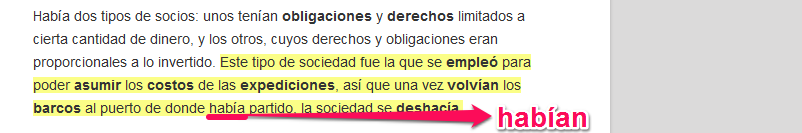 Había dos tipos de socios: unos tenían obligaciones y derechos limitados a
cierta cantidad de dinero, y los otros, cuyos derechos y obligaciones eran
proporcionales a lo invertido. Este tipo de sociedad fue la que se empleó para
poder asumir los costos de las expediciones, así que una vez volvían los
barcos al puerto de donde había partido, la sociedad se deshacía.
habían